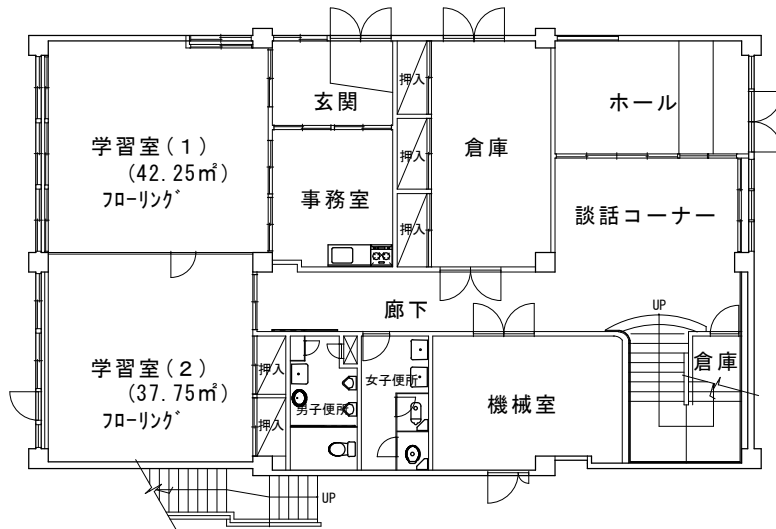 押入
玄関
ホール
学習室(1)
(42.25㎡)
フローリング
倉庫
押入
事務室
談話コーナー
押入
廊下
UP
学習室(2)
(37.75㎡)
フローリング
押入
男子便所
女子便所
押入
機械室
倉庫
UP